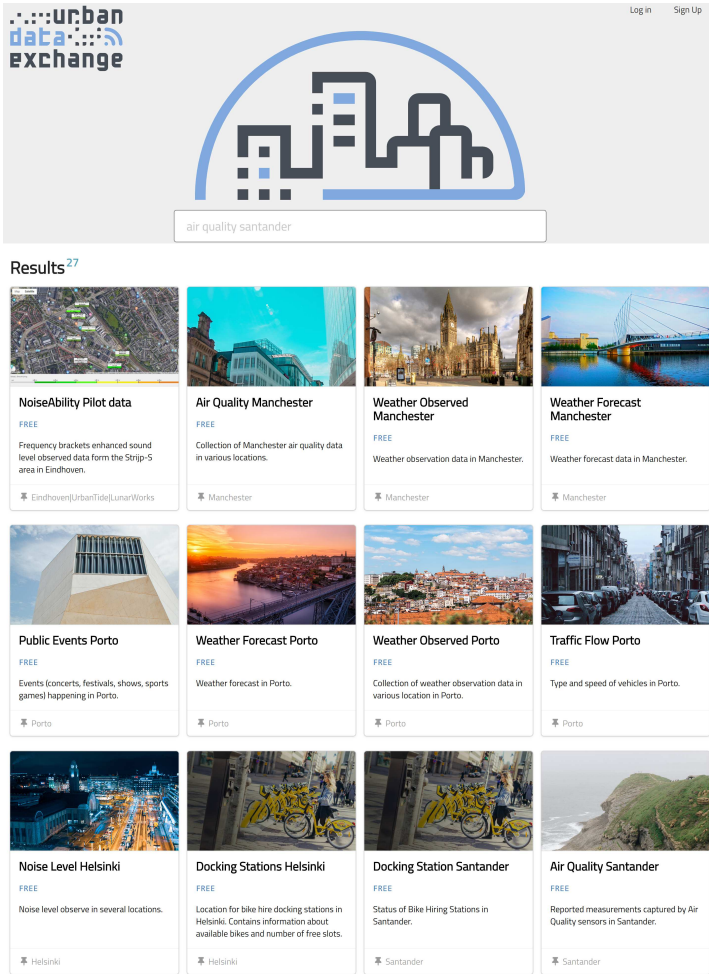 urban
data
exchange
Log in
Sign Up
air quality santander
Results 27
NoiseAbility Pilot data
FREE
Frequency brackets enhanced sound
level observed data form the Strijp-S
area in Eindhoven.
Eindhoven|UrbanTide|LunarWorks
Air Quality Manchester
FREE
Collection of Manchester air quality data
in various locations.
Manchester
Weather Observed
Manchester
FREE
Weather observation data in Manchester.
Manchester
Weather Forecast
Manchester
FREE
Weather forecast data in Manchester.
Manchester
Public Events Porto
FREE
Events (concerts, festivals, shows, sports
games) happening in Porto.
Porto
Weather Forecast Porto
FREE
Weather forecast in Porto.
Porto
Weather Observed Porto
FREE
Collection of weather observation data in
various location in Porto.
Porto
Traffic Flow Porto
FREE
Type and speed of vehicles in Porto.
Porto
Noise Level Helsinki
FREE
Noise level observe in several locations.
Helsinki
Docking Stations Helsinki
FREE
Location for bike hire docking stations in
Helsinki. Contains information about
available bikes and number of free slots.
Helsinki
Docking Station Santander
FREE
Status of Bike Hiring Stations in
Santander.
Santander
Air Quality Santander
FREE
Reported measurements captured by Air
Quality sensors in Santander.
Santander